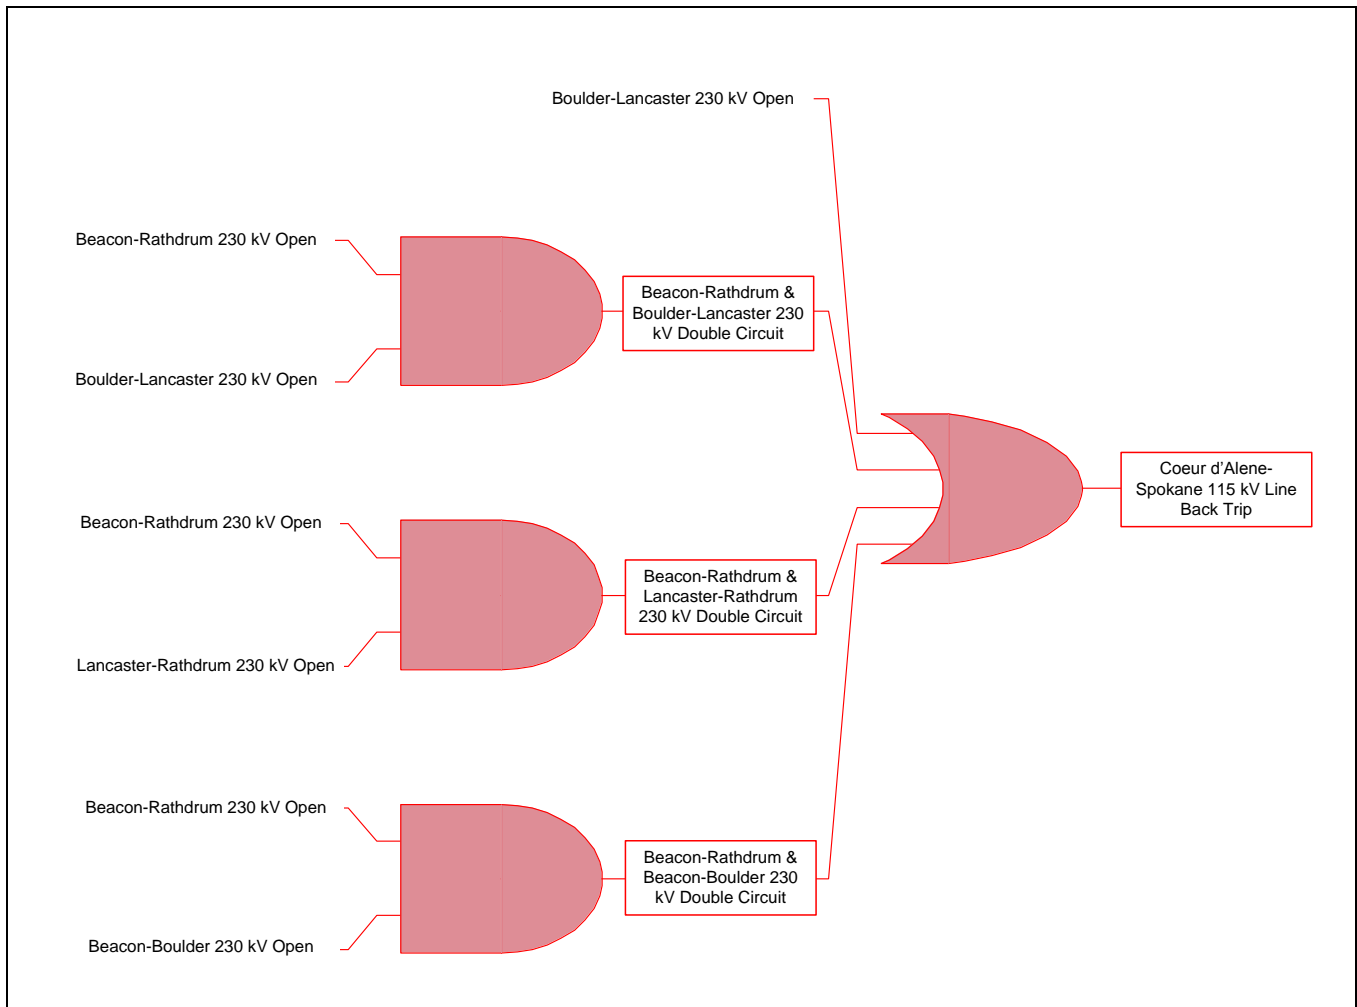 Boulder-Lancaster 230 kV Open
Beacon-Rathdrum 230 kV Open
Beacon-Rathdrum &
Boulder-Lancaster 230
kV Double Circuit
Boulder-Lancaster 230 kV Open
Coeur d’Alene-
Spokane 115 kV Line
Back Trip
Beacon-Rathdrum 230 kV Open
Beacon-Rathdrum &
Lancaster-Rathdrum
230 kV Double Circuit
Lancaster-Rathdrum 230 kV Open
Beacon-Rathdrum 230 kV Open
Beacon-Rathdrum &
Beacon-Boulder 230
kV Double Circuit
Beacon-Boulder 230 kV Open